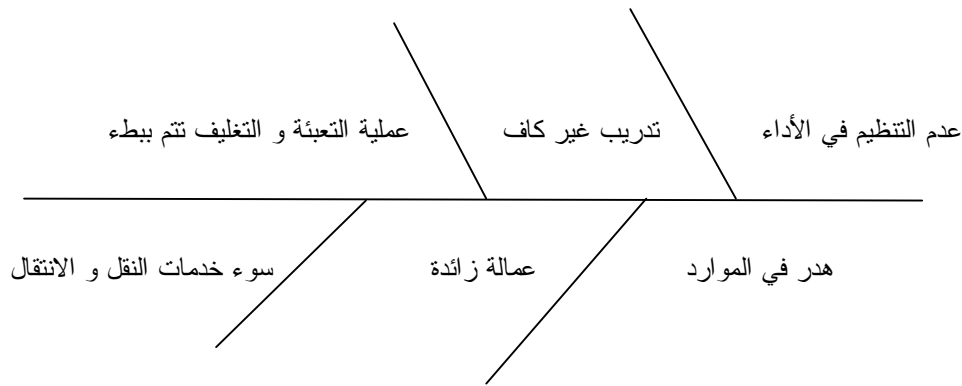 عدم التنظيم في الأداء
تدريب غير كاف
عملية التعبئة و التغليف تتم ببطء
هدر في الموارد
عمالة زائدة
سوء خدمات النقل و الانتقال